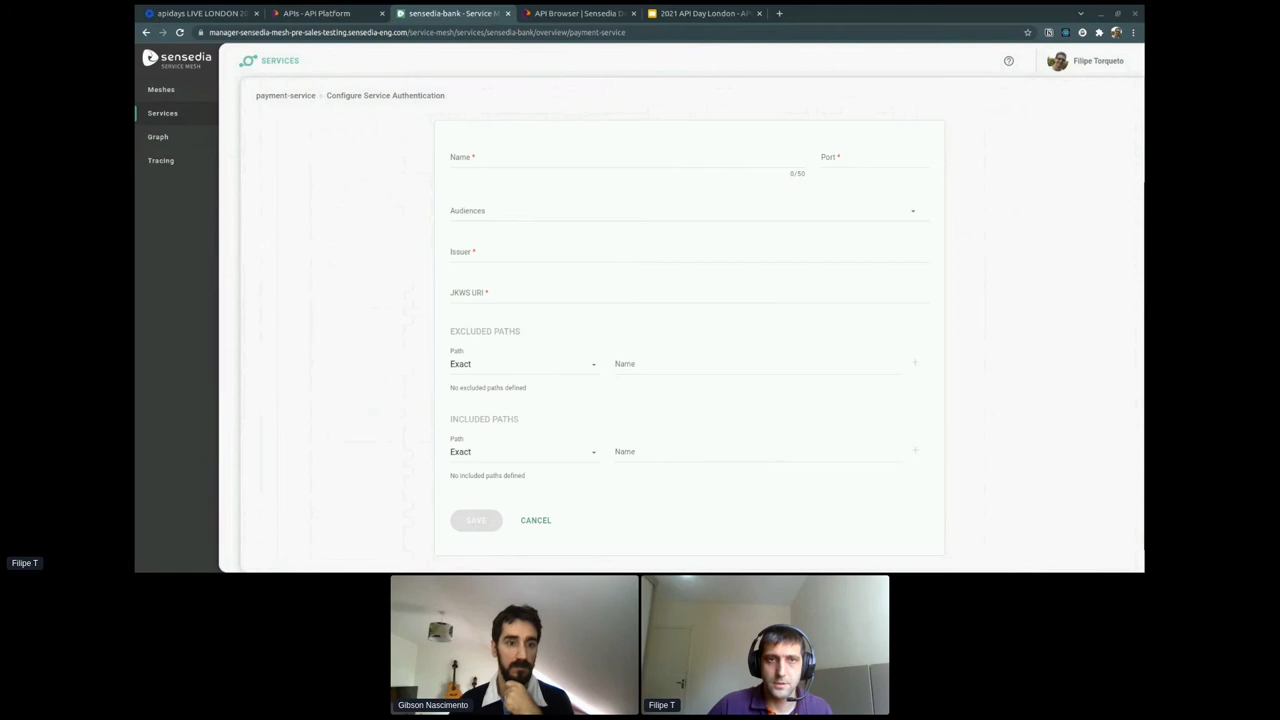 apidays LIVE LONDON 20
APIs - API Platform
sensedia-bank - Service M
API Browser | Sensedia D
2021 API Day London - AP
manager-sensedia-mesh-pre-sales-testing.sensedia-eng.com/service-mesh/services/sensedia-bank/overview/payment-service
sensedia
SERVICE MESH
SERVICES
Filipe Torqueto
Meshes
Services
Graph
Tracing
payment-service
Configure Service Authentication
Name *
Port *
0/50
Audiences
Issuer *
JKWS URI *
EXCLUDED PATHS
Path
Exact
Name
No excluded paths defined
INCLUDED PATHS
Path
Exact
Name
No included paths defined
SAVE
CANCEL
Filipe T
Gibson Nascimento
Filipe T